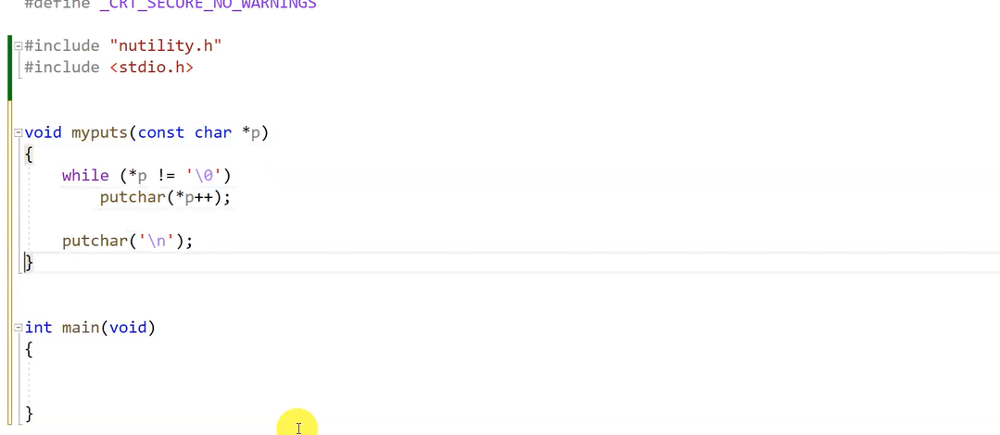 #define _CRT_SECURE_NO_WARNINGS
#include "nutility.h"
#include <stdio.h>
void myputs(const char *p)
{
while (*p != '\0')
putchar(*p++);
putchar('\n');
}
int main(void)
{
}